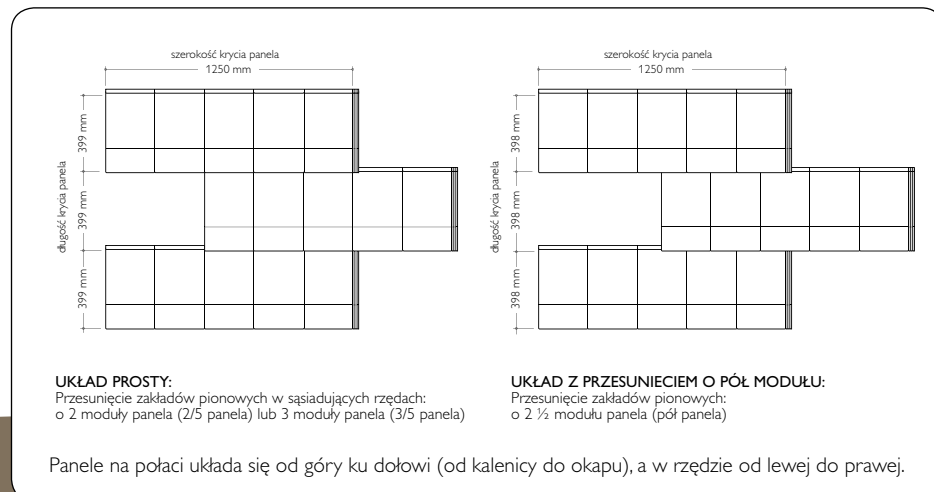 szerokość krycia panela
1250 mm
długość krycia panela
399 mm
399 mm
399 mm
szerokość krycia panela
1250 mm
długość krycia panela
398 mm
398 mm
398 mm
UKŁAD PROSTY:
Przesunięcie zakładów pionowych w sąsiadujących rzędach:
o 2 moduły panela (2/5 panela) lub 3 moduły panela (3/5 panela)
UKŁAD Z PRZESUNIECIEM O PÓŁ MODUŁU:
Przesunięcie zakładów pionowych:
o 2 ½ modułu panela (pół panela)
Panele na połaci układa się od góry ku dołowi (od kalenicy do okapu), a w rzędzie od lewej do prawej.